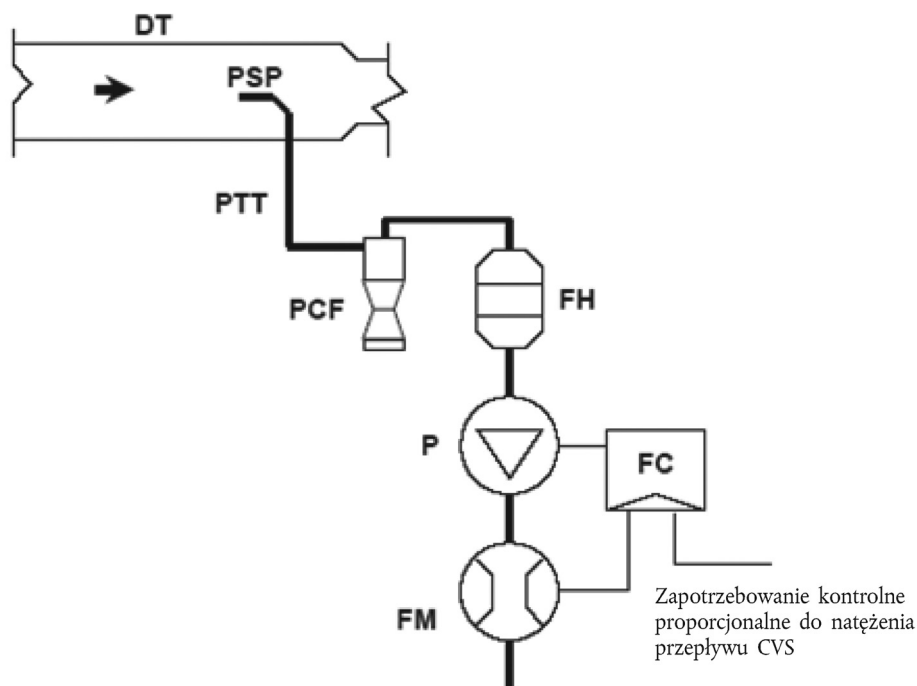 DT
PSP
PTT
PCF
FH
P
FC
FM
Zapotrzebowanie kontrolne
proporcjonalne do natężenia
przepływu CVS